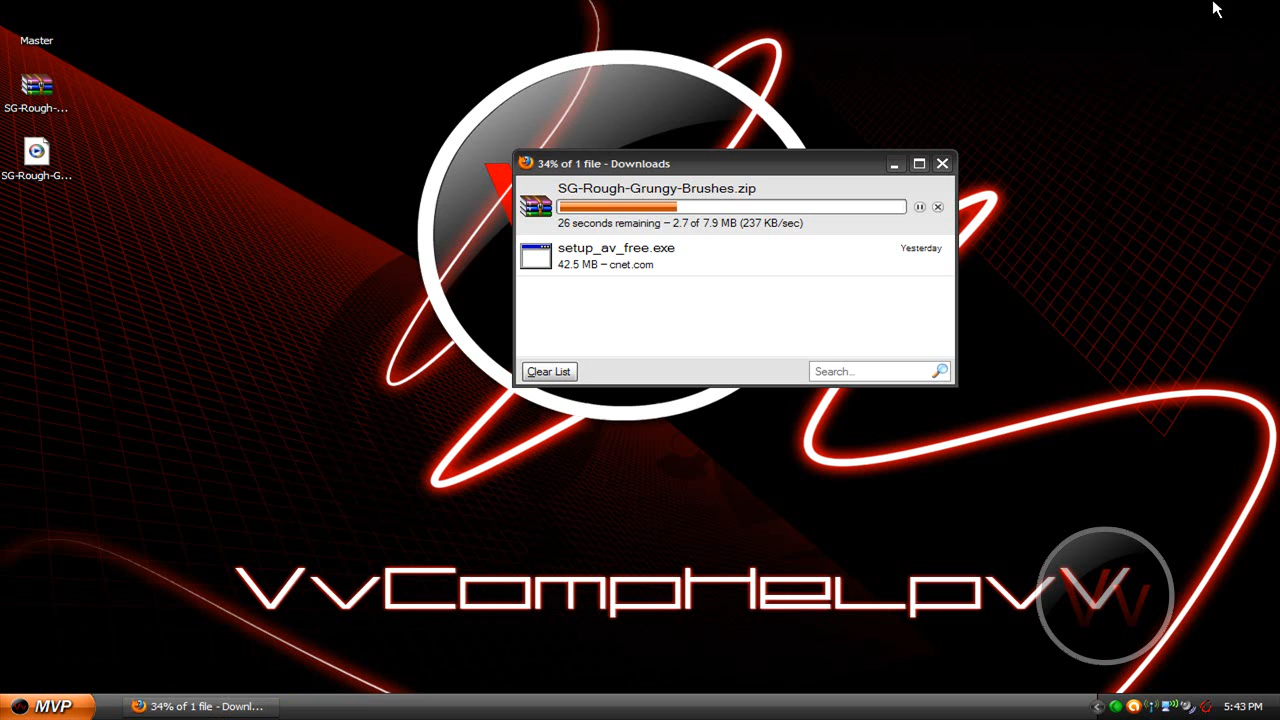 Master
SG-Rough-...
SG-Rough-G...
34% of 1 file - Downloads
SG-Rough-Grungy-Brushes.zip
26 seconds remaining — 2.7 of 7.9 MB (237 KB/sec)
setup_av_free.exe
Yesterday
42.5 MB — cnet.com
Clear List
Search...
VvCompHelpvV
Vv
MVP
34% of 1 file - Downl...
5:43 PM